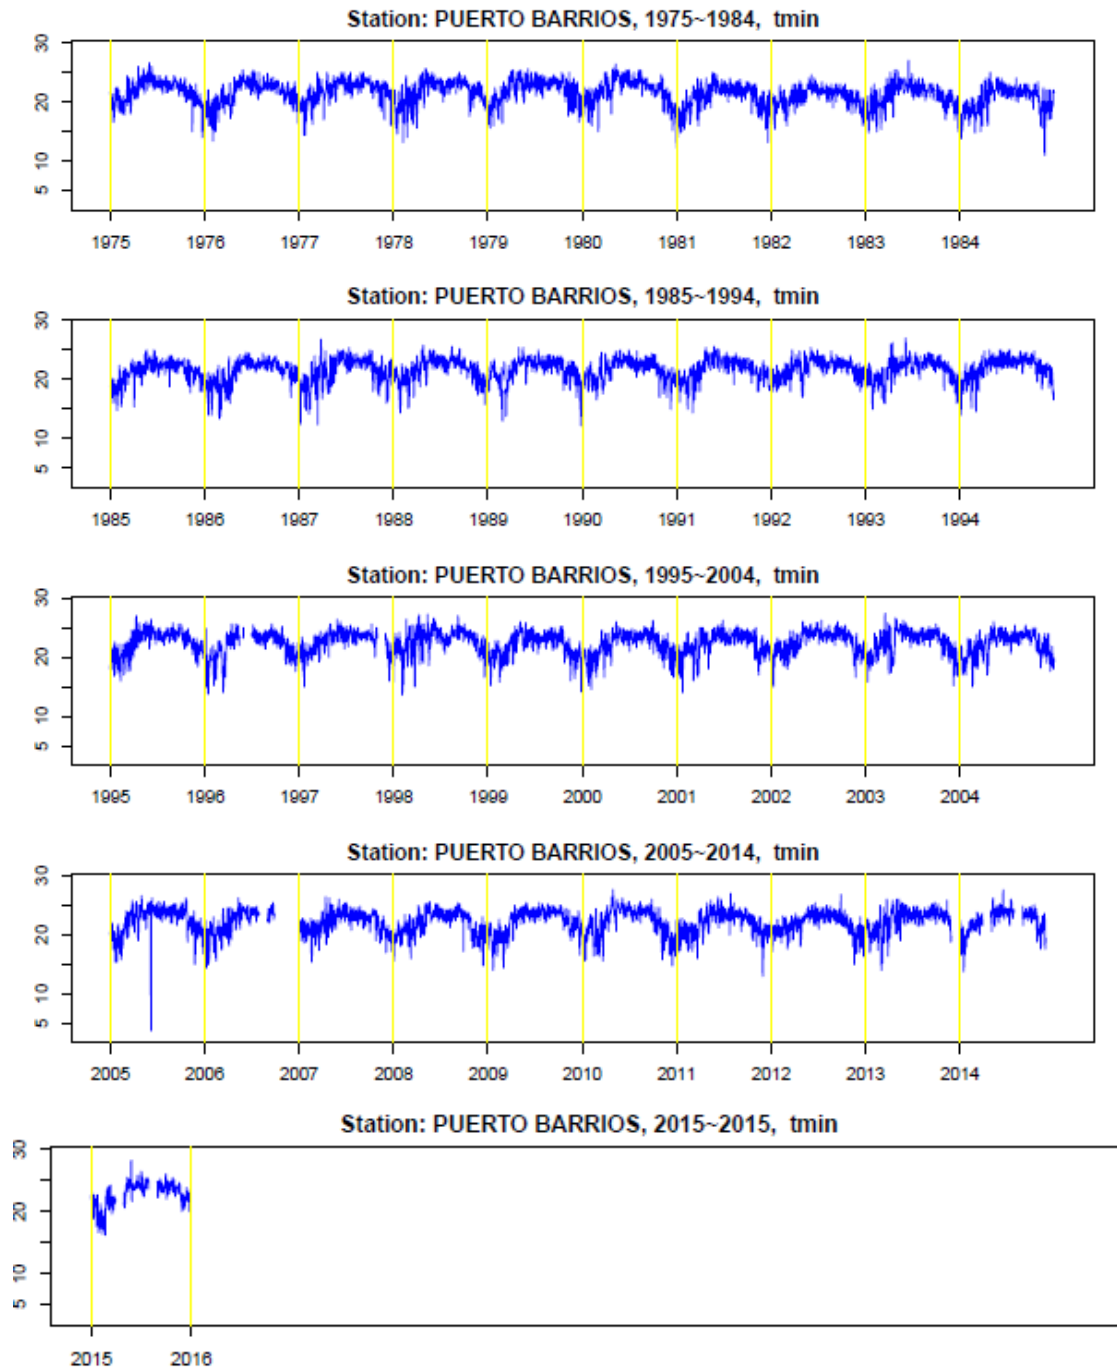 Station: PUERTO BARRIOS, 1975~1984, tmin
30
20
10
5
1975 1976 1977 1978 1979 1980 1981 1982 1983 1984
Station: PUERTO BARRIOS, 1985~1994, tmin
30
20
10
5
1985 1986 1987 1988 1989 1990 1991 1992 1993 1994
Station: PUERTO BARRIOS, 1995~2004, tmin
30
20
10
5
1995 1996 1997 1998 1999 2000 2001 2002 2003 2004
Station: PUERTO BARRIOS, 2005~2014, tmin
30
20
10
5
2005 2006 2007 2008 2009 2010 2011 2012 2013 2014
Station: PUERTO BARRIOS, 2015~2015, tmin
30
20
10
5
2015 2016